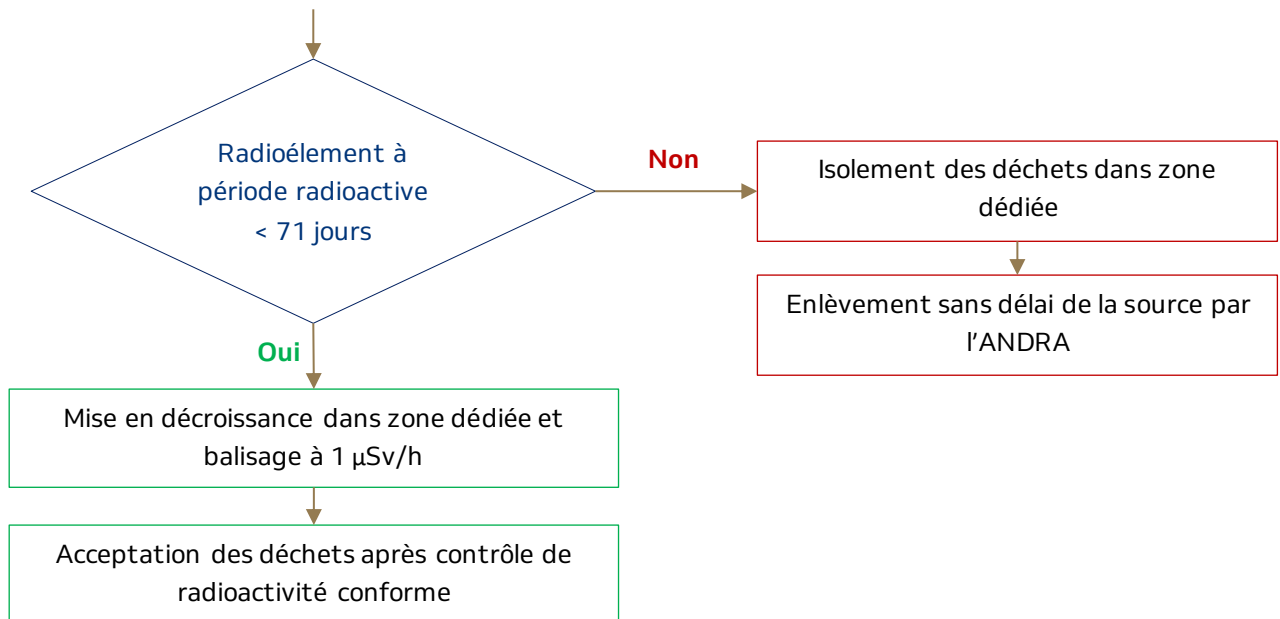 Radioélement à
période radioactive
< 71 jours
Non
Isolement des déchets dans zone
dédiée
Enlèvement sans délai de la source par
l'ANDRA
Oui
Mise en décroissance dans zone dédiée et
balisage à 1 µSv/h
Acceptation des déchets après contrôle de
radioactivité conforme